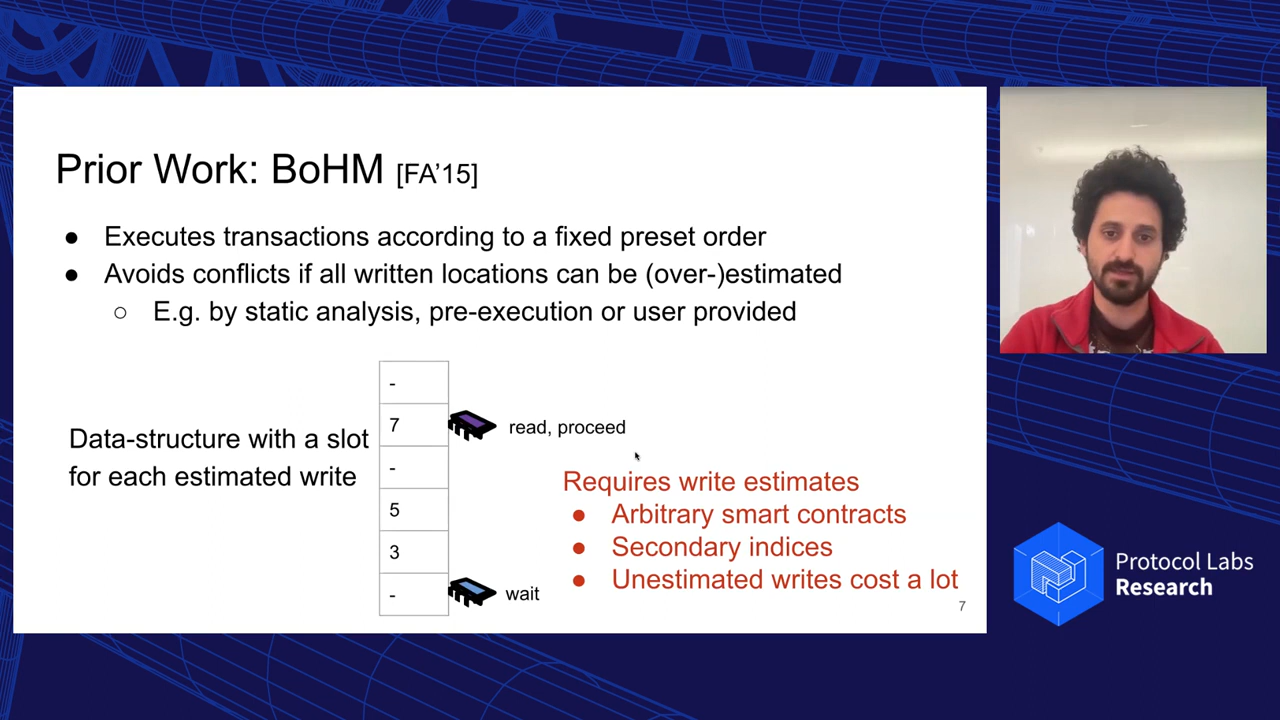 Prior Work: BoHM [FA'15]
● Executes transactions according to a fixed preset order
● Avoids conflicts if all written locations can be (over-)estimated
○ E.g. by static analysis, pre-execution or user provided
Data-structure with a slot
for each estimated write
-
7
-
5
3
-
read, proceed
wait
Requires write estimates
● Arbitrary smart contracts
● Secondary indices
● Unestimated writes cost a lot
7
Protocol Labs
Research